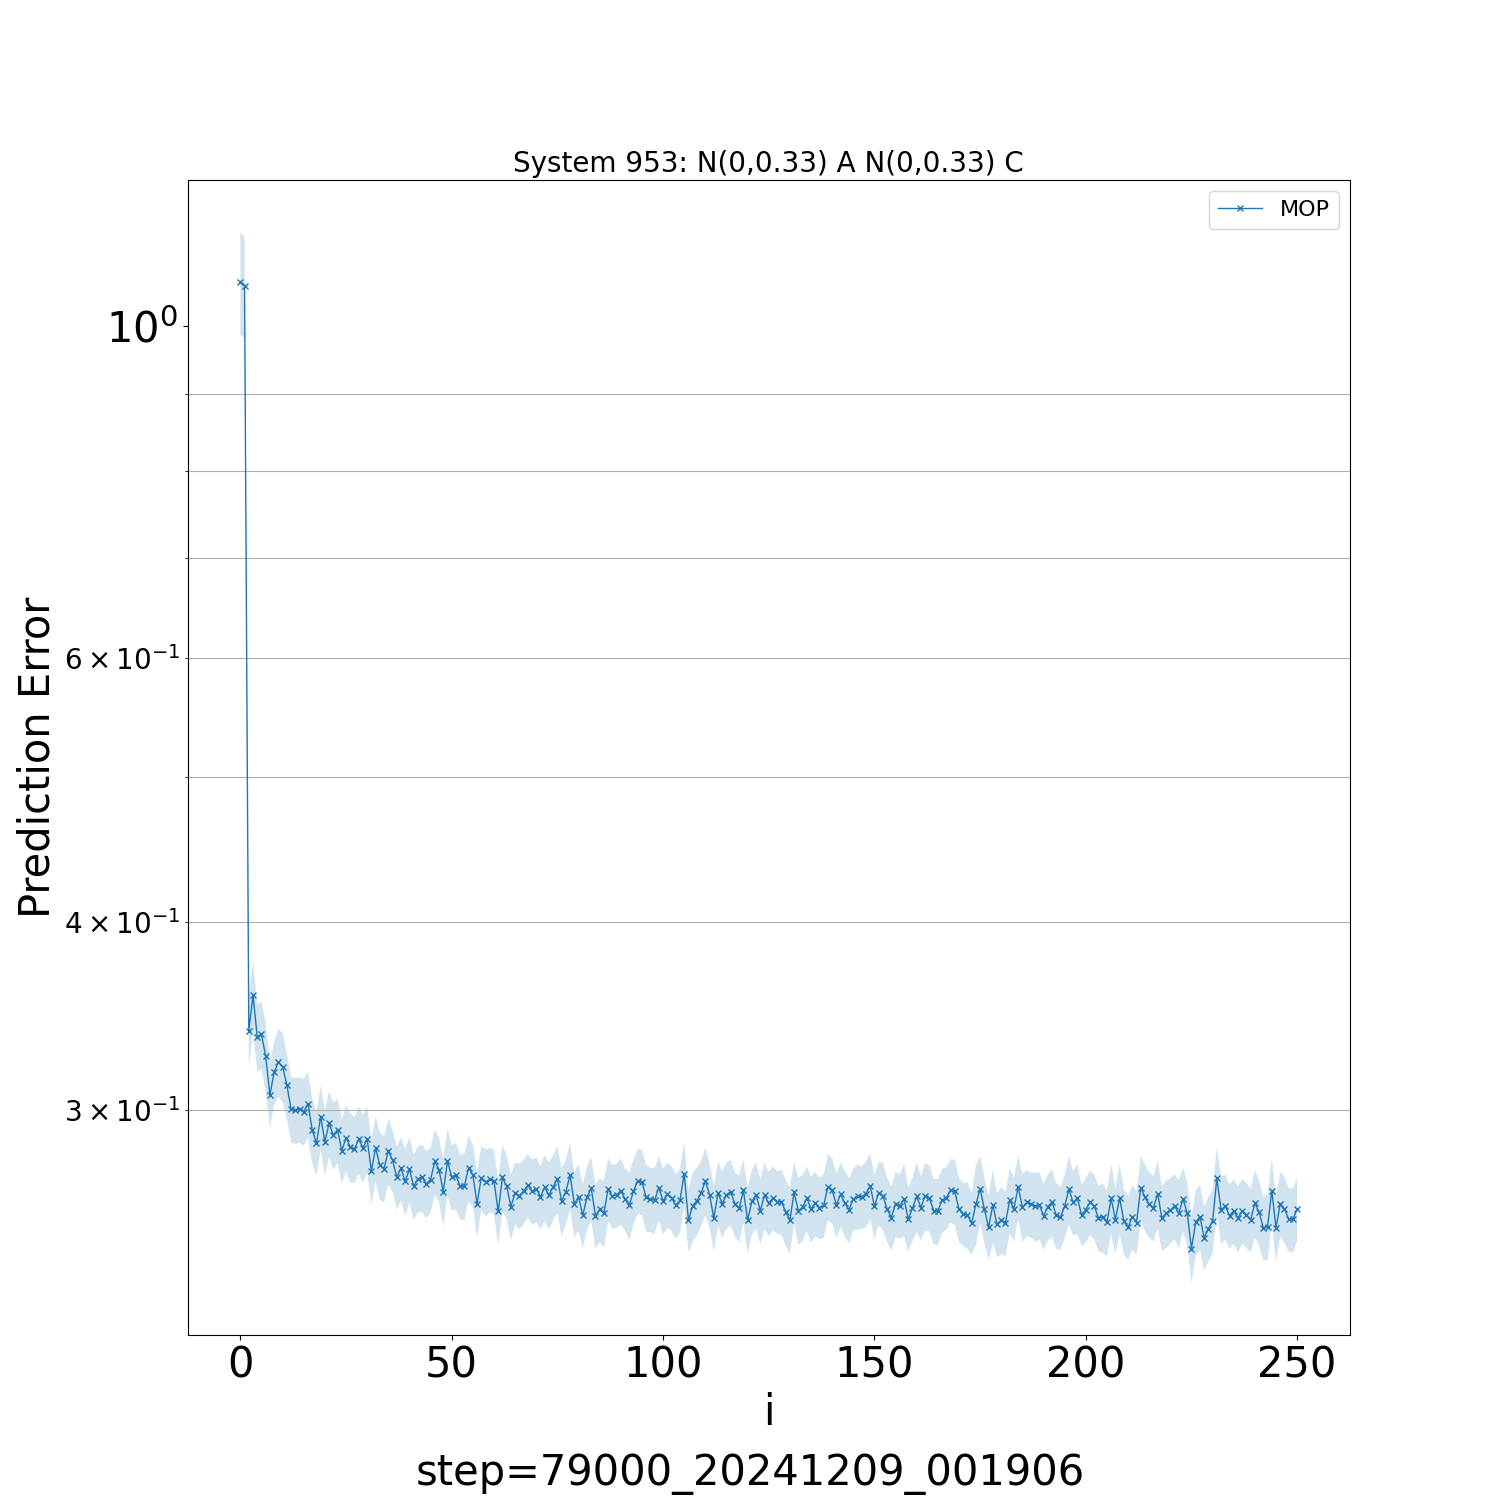 System 953: N(0,0.33) A N(0,0.33) C
MOP
10⁰
6 × 10⁻¹
4 × 10⁻¹
3 × 10⁻¹
Prediction Error
0 50 100 150 200 250
i
step=79000_20241209_001906